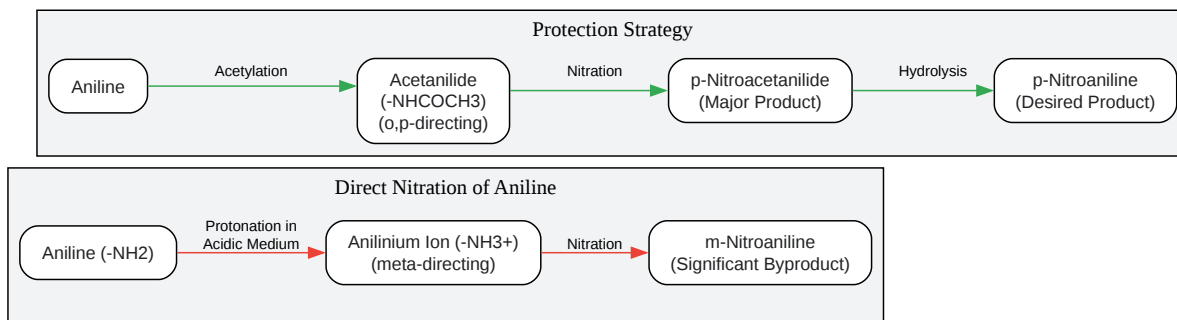 Protection Strategy
Aniline
Acetylation
Acetanilide
(-NHCOCH3)
(o,p-directing)
Nitration
p-Nitroacetanilide
(Major Product)
Hydrolysis
p-Nitroaniline
(Desired Product)
Direct Nitration of Aniline
Aniline (-NH2)
Protonation in
Acidic Medium
Anilinium Ion (-NH3+)
(meta-directing)
Nitration
m-Nitroaniline
(Significant Byproduct)